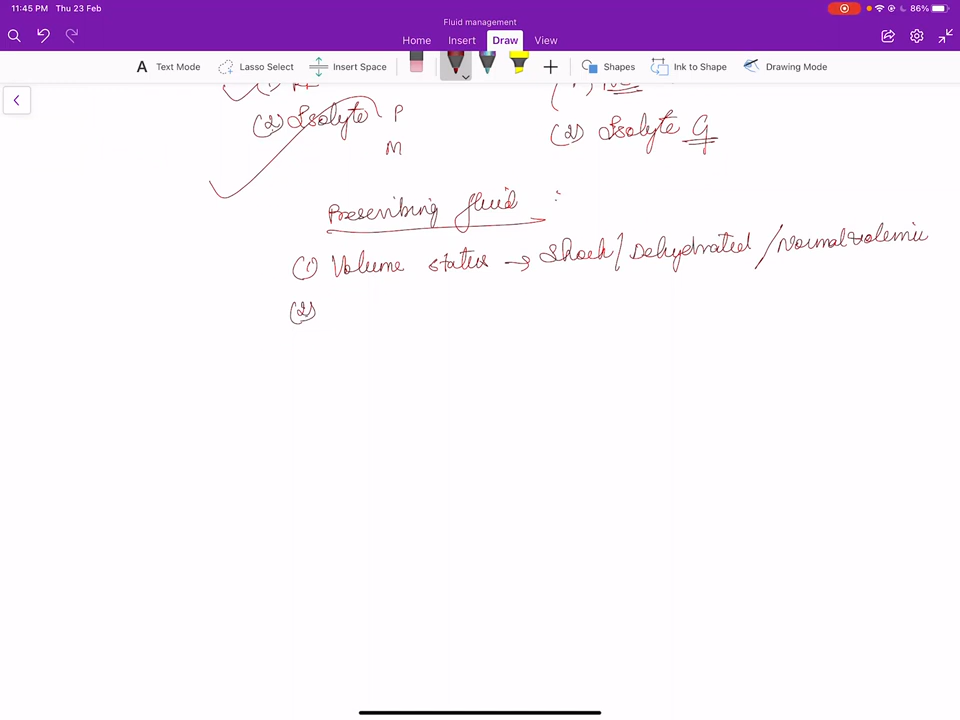 11:45 PM Thu 23 Feb 86%
Fluid management
Home Insert Draw View
A Text Mode Lasso Select Insert Space Shapes Ink to Shape Drawing Mode
(2) Isolyte P
M
(2) Isolyte G
Prescribing fluid :
(1) Volume status → Shock / Dehydrated / Normalvolemic
(2)